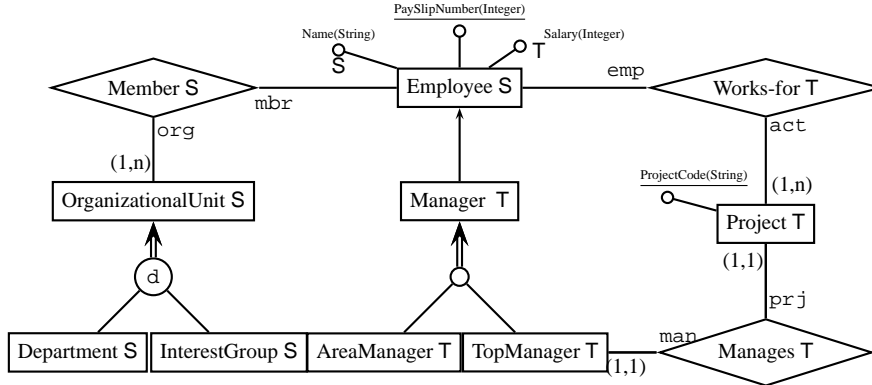 PaySlipNumber(Integer)
Name(String)
Salary(Integer)
S
T
Member S
Employee S
emp
Works-for T
mbr
org
act
(1,n)
ProjectCode(String)
(1,n)
OrganizationalUnit S
Manager T
Project T
(1,1)
d
prj
man
Department S
InterestGroup S
AreaManager T
TopManager T
(1,1)
Manages T